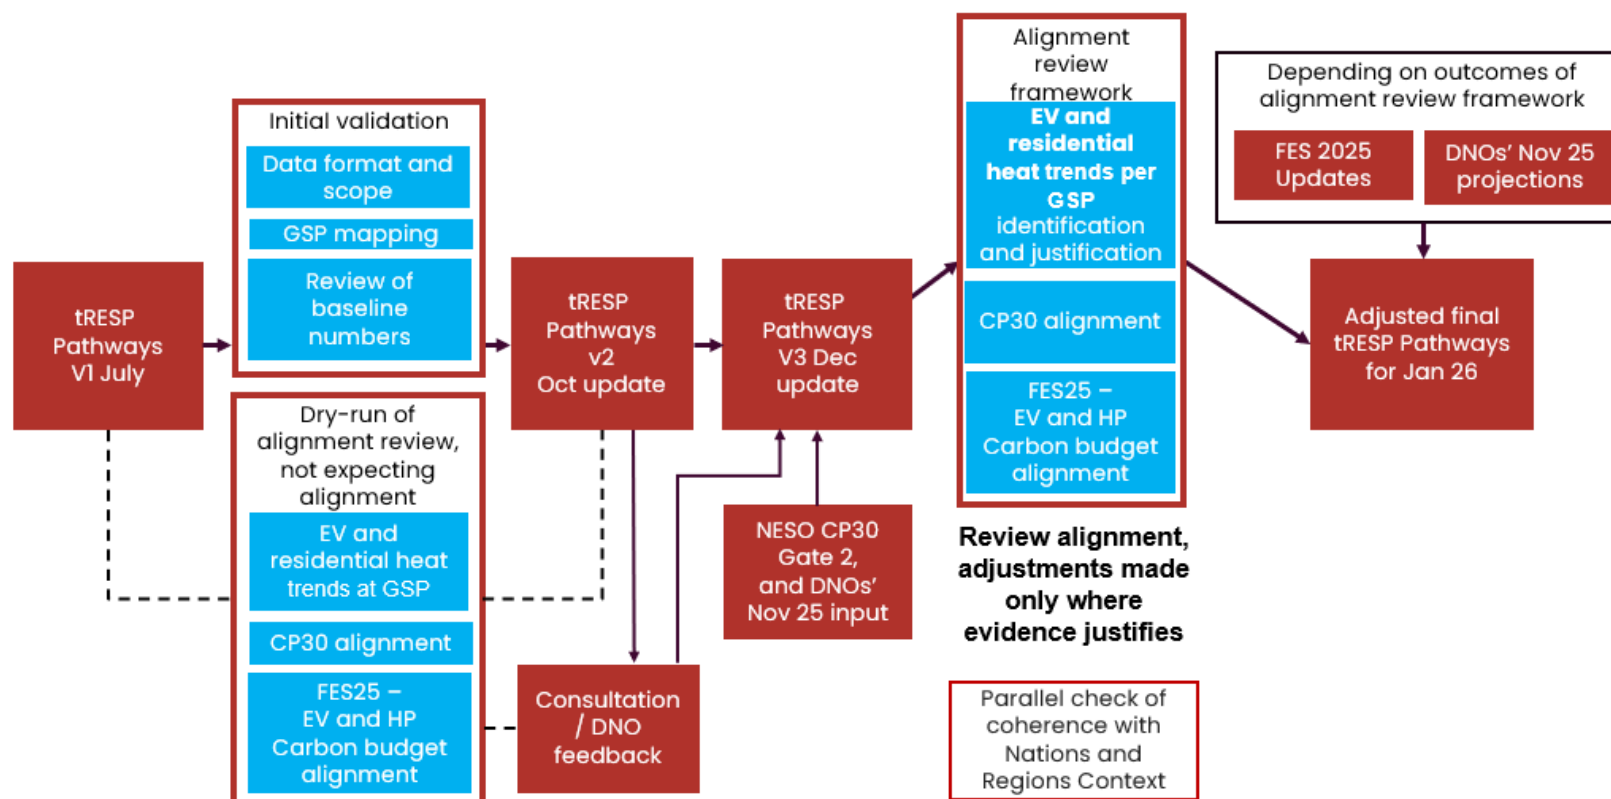 tRESP
Pathways
V1 July
Initial validation
Data format and
scope
GSP mapping
Review of
baseline
numbers
Dry-run of
alignment review,
not expecting
alignment
EV and
residential heat
trends at GSP
CP30 alignment
FES25 –
EV and HP
Carbon budget
alignment
tRESP
Pathways
v2
Oct update
Consultation
/ DNO
feedback
tRESP
Pathways
V3 Dec
update
NESO CP30
Gate 2,
and DNOs’
Nov 25 input
Alignment
review
framework
EV and
residential
heat trends per
GSP
identification
and justification
CP30 alignment
FES25 –
EV and HP
Carbon budget
alignment
Review alignment,
adjustments made
only where
evidence justifies
Parallel check of
coherence with
Nations and
Regions Context
Depending on outcomes of
alignment review framework
FES 2025
Updates
DNOs’ Nov 25
projections
Adjusted final
tRESP Pathways
for Jan 26